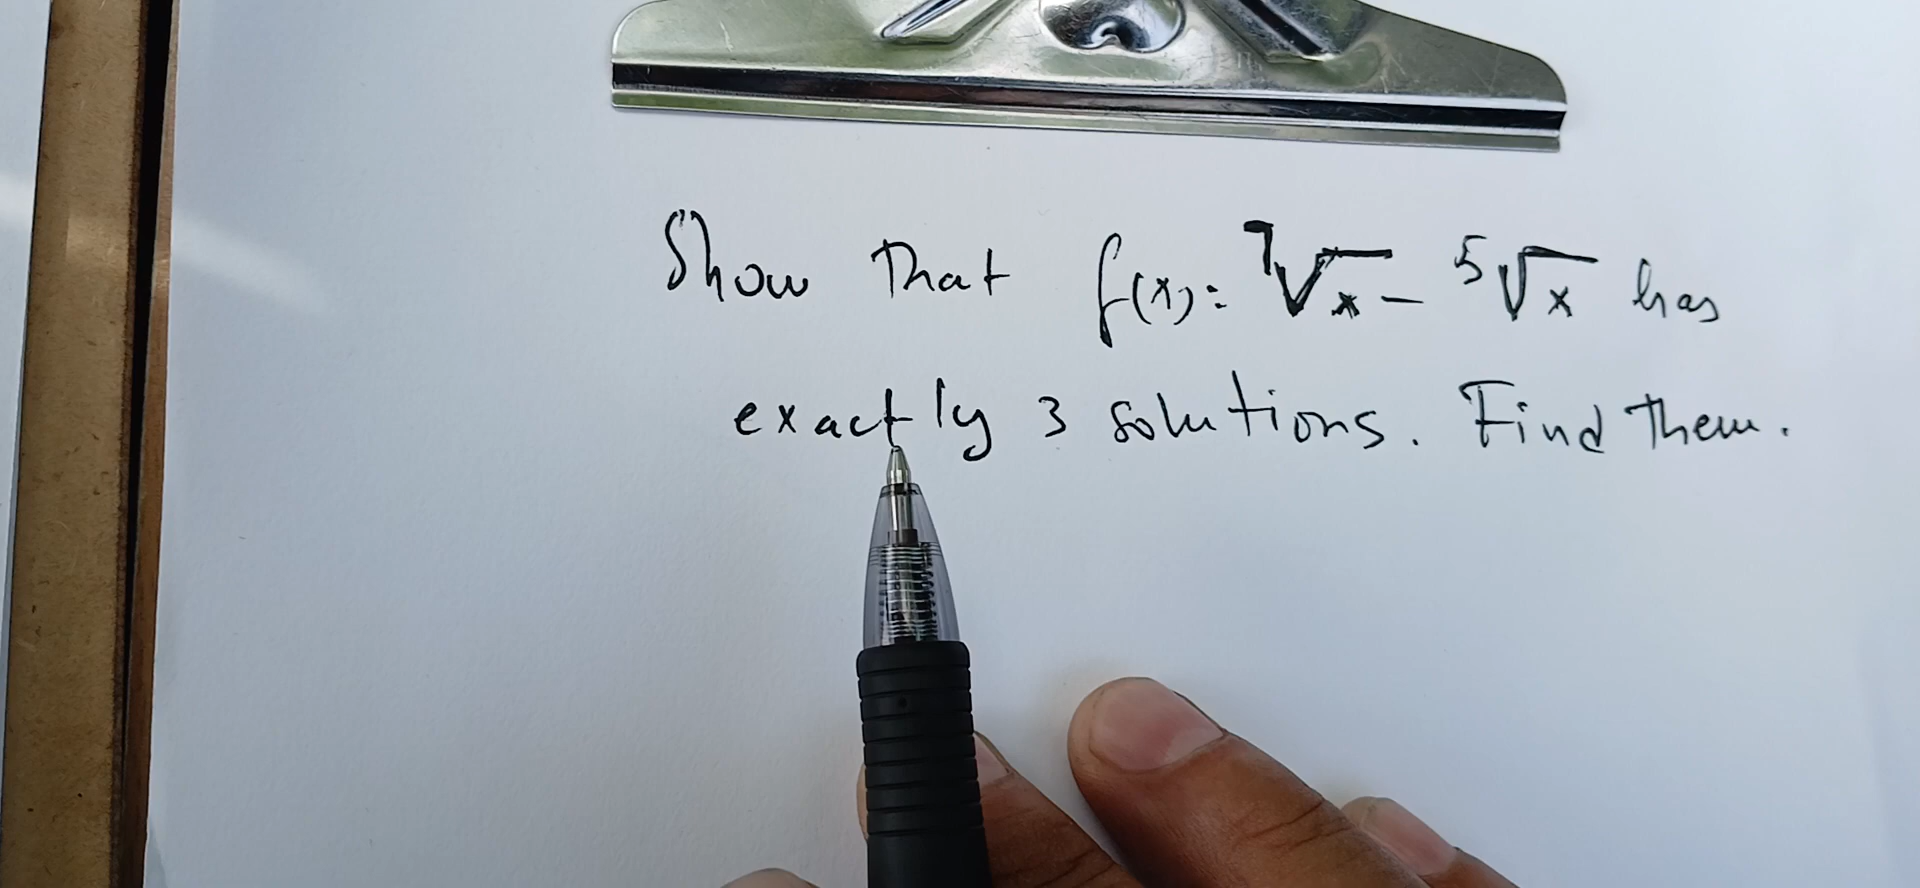 Show that f(x): ⁷√x - ⁵√x has
exactly 3 solutions. Find them.